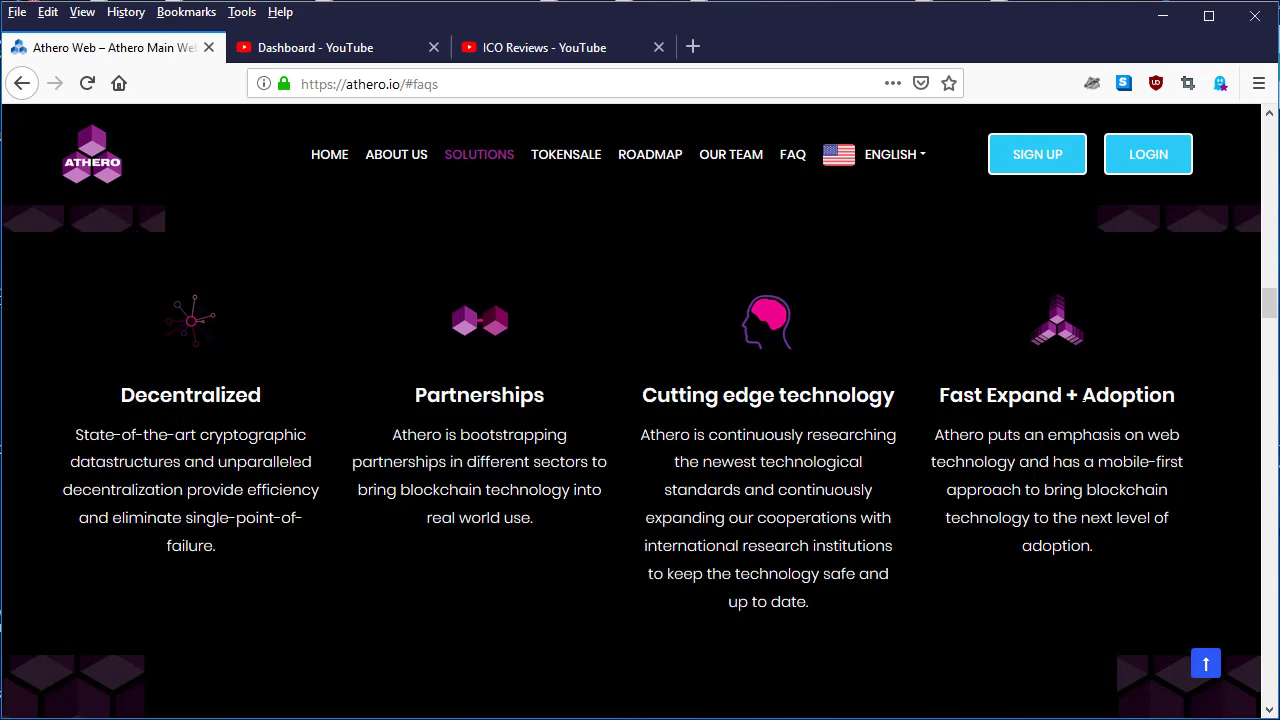 File Edit View History Bookmarks Tools Help
Athero Web – Athero Main We
Dashboard - YouTube
ICO Reviews - YouTube
https://athero.io/#faqs
ATHERO
HOME ABOUT US SOLUTIONS TOKENSALE ROADMAP OUR TEAM FAQ ENGLISH
SIGN UP
LOGIN
Decentralized
State-of-the-art cryptographic
datastructures and unparalleled
decentralization provide efficiency
and eliminate single-point-of-
failure.
Partnerships
Athero is bootstrapping
partnerships in different sectors to
bring blockchain technology into
real world use.
Cutting edge technology
Athero is continuously researching
the newest technological
standards and continuously
expanding our cooperations with
international research institutions
to keep the technology safe and
up to date.
Fast Expand + Adoption
Athero puts an emphasis on web
technology and has a mobile-first
approach to bring blockchain
technology to the next level of
adoption.